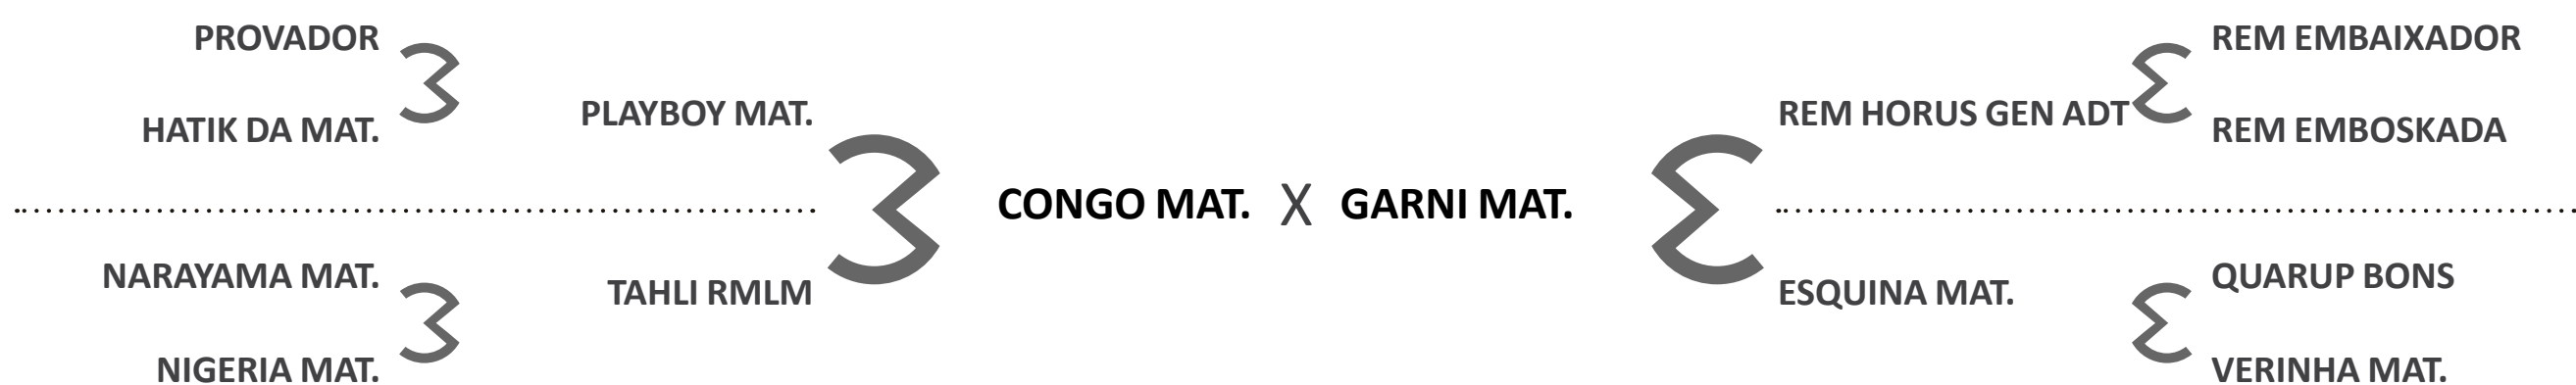 PROVADOR
HATIK DA MAT.
PLAYBOY MAT.
NARAYAMA MAT.
NIGERIA MAT.
TAHLI RMLM
CONGO MAT. X GARNI MAT.
REM HORUS GEN ADT
REM EMBAIXADOR
REM EMBOSKADA
ESQUINA MAT.
QUARUP BONS
VERINHA MAT.